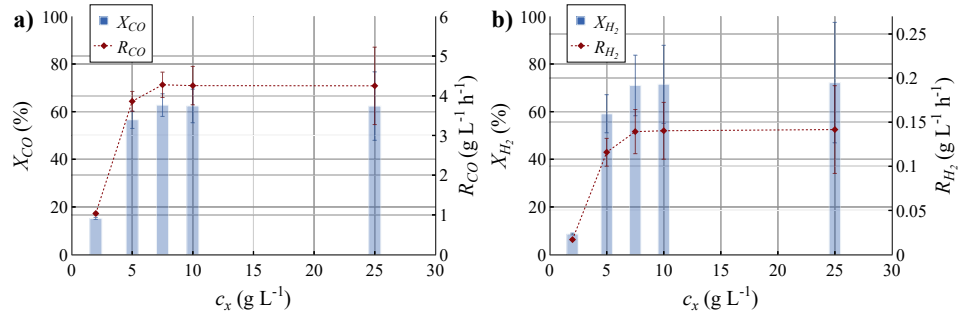 a)
X_CO
R_CO
100
80
60
40
20
0
X_CO (%)
6
5
4
3
2
1
0
R_CO (g L⁻¹ h⁻¹)
0 5 10 15 20 25 30
c_x (g L⁻¹)
b)
X_H₂
R_H₂
100
80
60
40
20
0
X_H₂ (%)
0.25
0.2
0.15
0.1
0.05
0
R_H₂ (g L⁻¹ h⁻¹)
0 5 10 15 20 25 30
c_x (g L⁻¹)